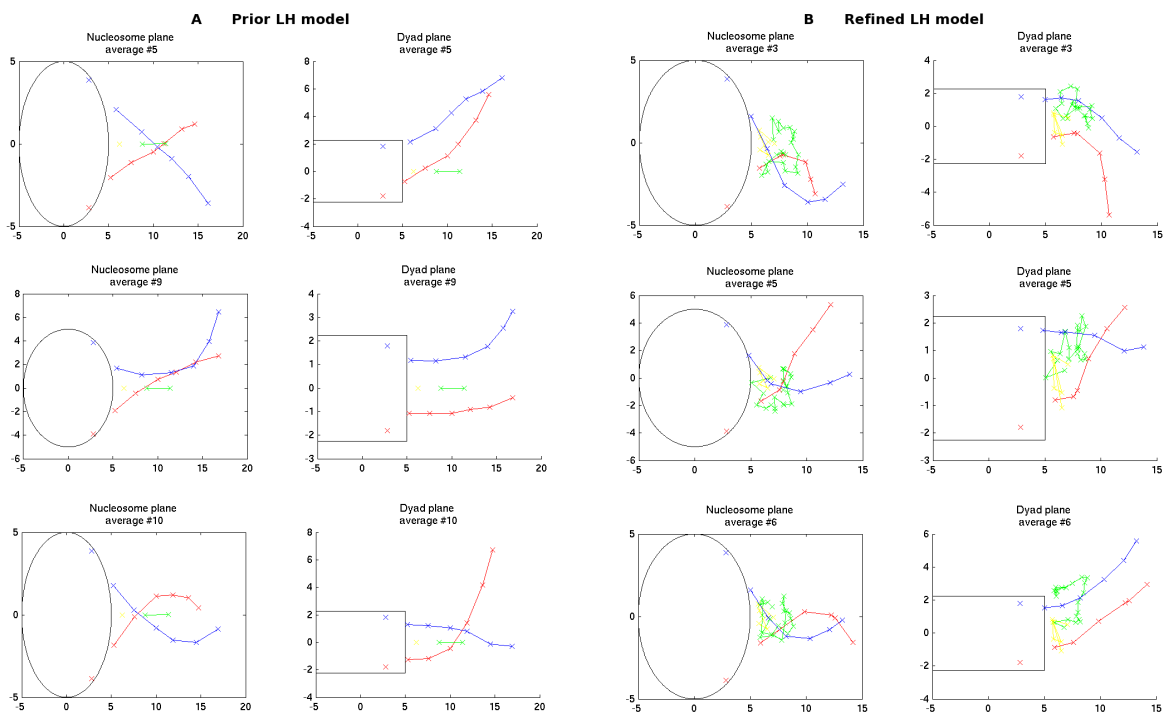 A Prior LH model
B Refined LH model
Nucleosome plane
average #5
5
0
-5
-5 0 5 10 15 20
Dyad plane
average #5
8
6
4
2
0
-2
-4
-5 0 5 10 15 20
Nucleosome plane
average #3
5
0
-5
-5 0 5 10 15
Dyad plane
average #3
4
2
0
-2
-4
-6
-5 0 5 10 15
Nucleosome plane
average #9
8
6
4
2
0
-2
-4
-6
-5 0 5 10 15 20
Dyad plane
average #9
4
3
2
1
0
-1
-2
-3
-5 0 5 10 15 20
Nucleosome plane
average #5
6
4
2
0
-2
-4
-6
-5 0 5 10 15
Dyad plane
average #5
3
2
1
0
-1
-2
-3
-5 0 5 10 15
Nucleosome plane
average #10
5
0
-5
-5 0 5 10 15 20
Dyad plane
average #10
8
6
4
2
0
-2
-4
-5 0 5 10 15 20
Nucleosome plane
average #6
5
0
-5
-5 0 5 10 15
Dyad plane
average #6
6
4
2
0
-2
-4
-5 0 5 10 15